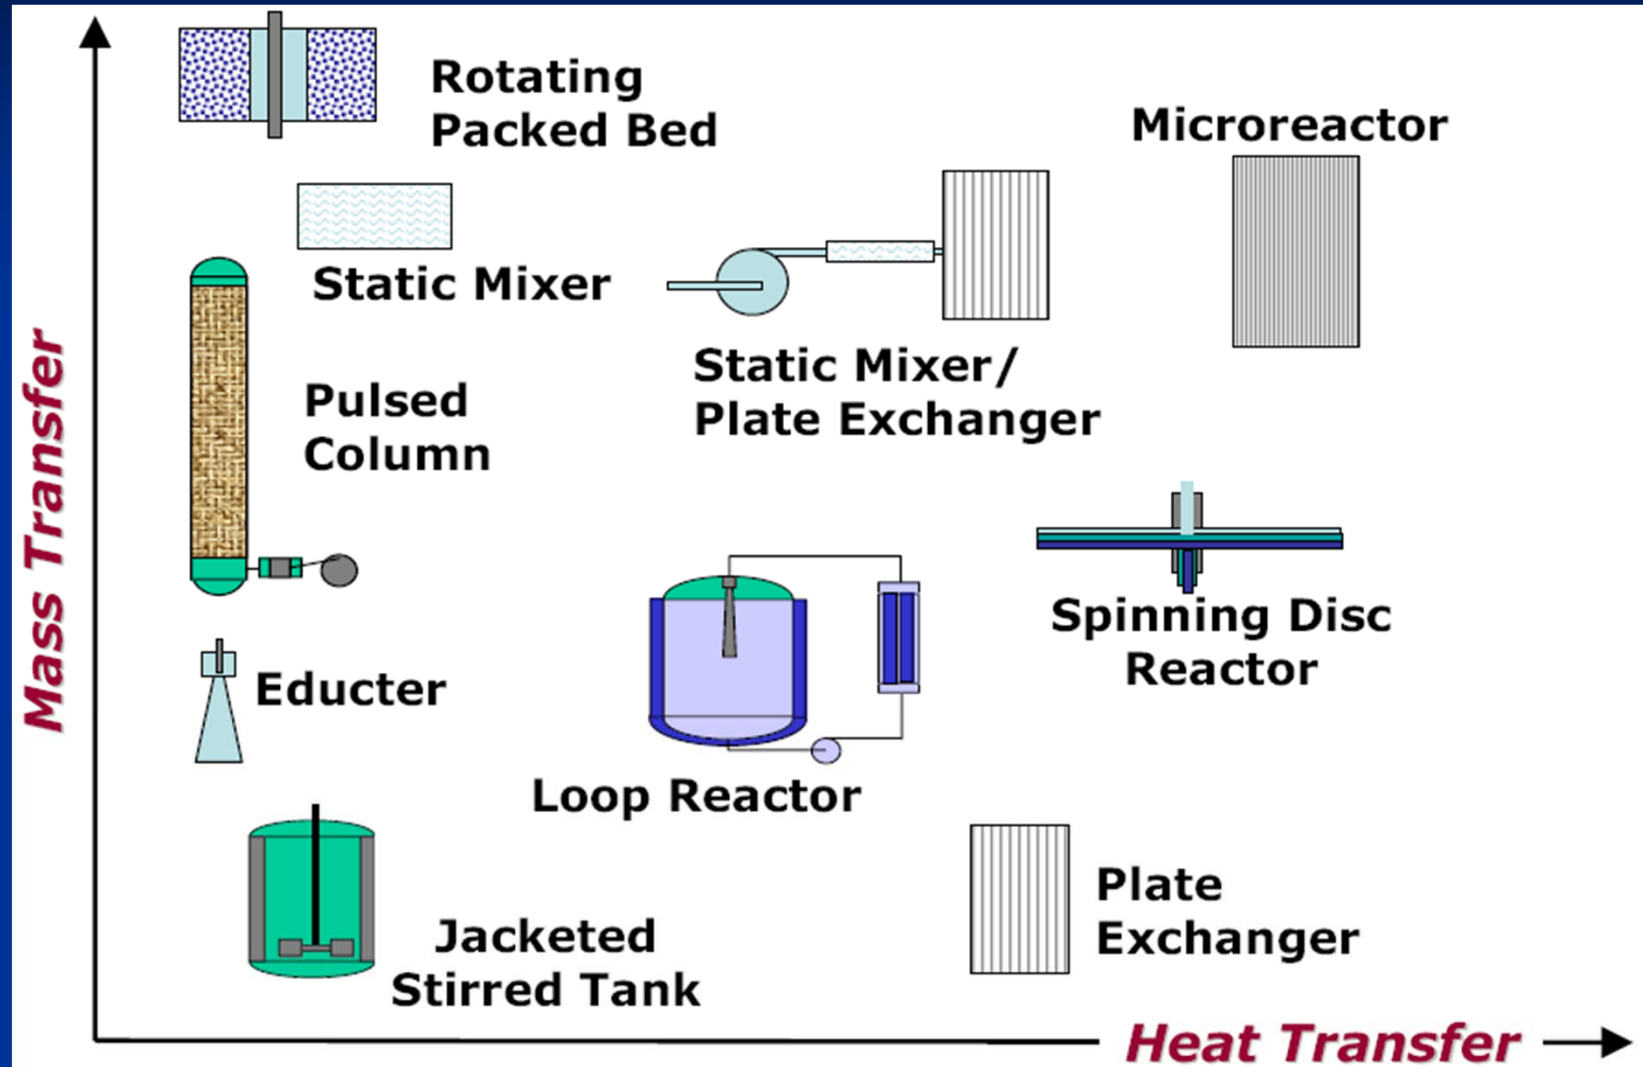 Rotating
Packed Bed
Microreactor
Static Mixer
Static Mixer/
Plate Exchanger
Pulsed
Column
Mass Transfer
Spinning Disc
Reactor
Educter
Loop Reactor
Plate
Exchanger
Jacketed
Stirred Tank
Heat Transfer